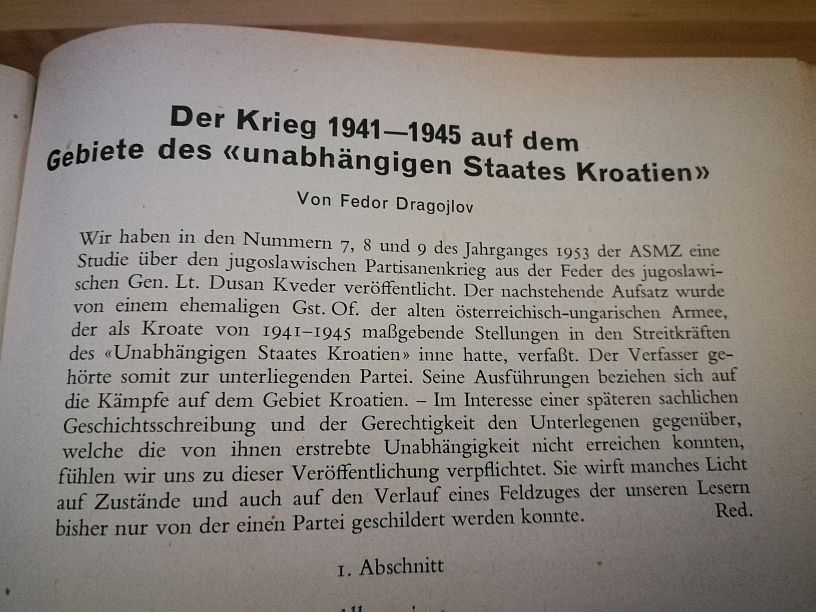 Der Krieg 1941—1945 auf dem
Gebiete des «unabhängigen Staates Kroatien»
Von Fedor Dragojlov
Wir haben in den Nummern 7, 8 und 9 des Jahrganges 1953 der ASMZ eine
Studie über den jugoslawischen Partisanenkrieg aus der Feder des jugoslawi-
schen Gen. Lt. Dusan Kveder veröffentlicht. Der nachstehende Aufsatz wurde
von einem ehemaligen Gst. Of. der alten österreichisch-ungarischen Armee,
der als Kroate von 1941–1945 maßgebende Stellungen in den Streitkräften
des «Unabhängigen Staates Kroatien» inne hatte, verfaßt. Der Verfasser ge-
hörte somit zur unterliegenden Partei. Seine Ausführungen beziehen sich auf
die Kämpfe auf dem Gebiet Kroatien. – Im Interesse einer späteren sachlichen
Geschichtsschreibung und der Gerechtigkeit den Unterlegenen gegenüber,
welche die von ihnen erstrebte Unabhängigkeit nicht erreichen konnten,
fühlen wir uns zu dieser Veröffentlichung verpflichtet. Sie wirft manches Licht
auf Zustände und auch auf den Verlauf eines Feldzuges der unseren Lesern
bisher nur von der einen Partei geschildert werden konnte. Red.
1. Abschnitt